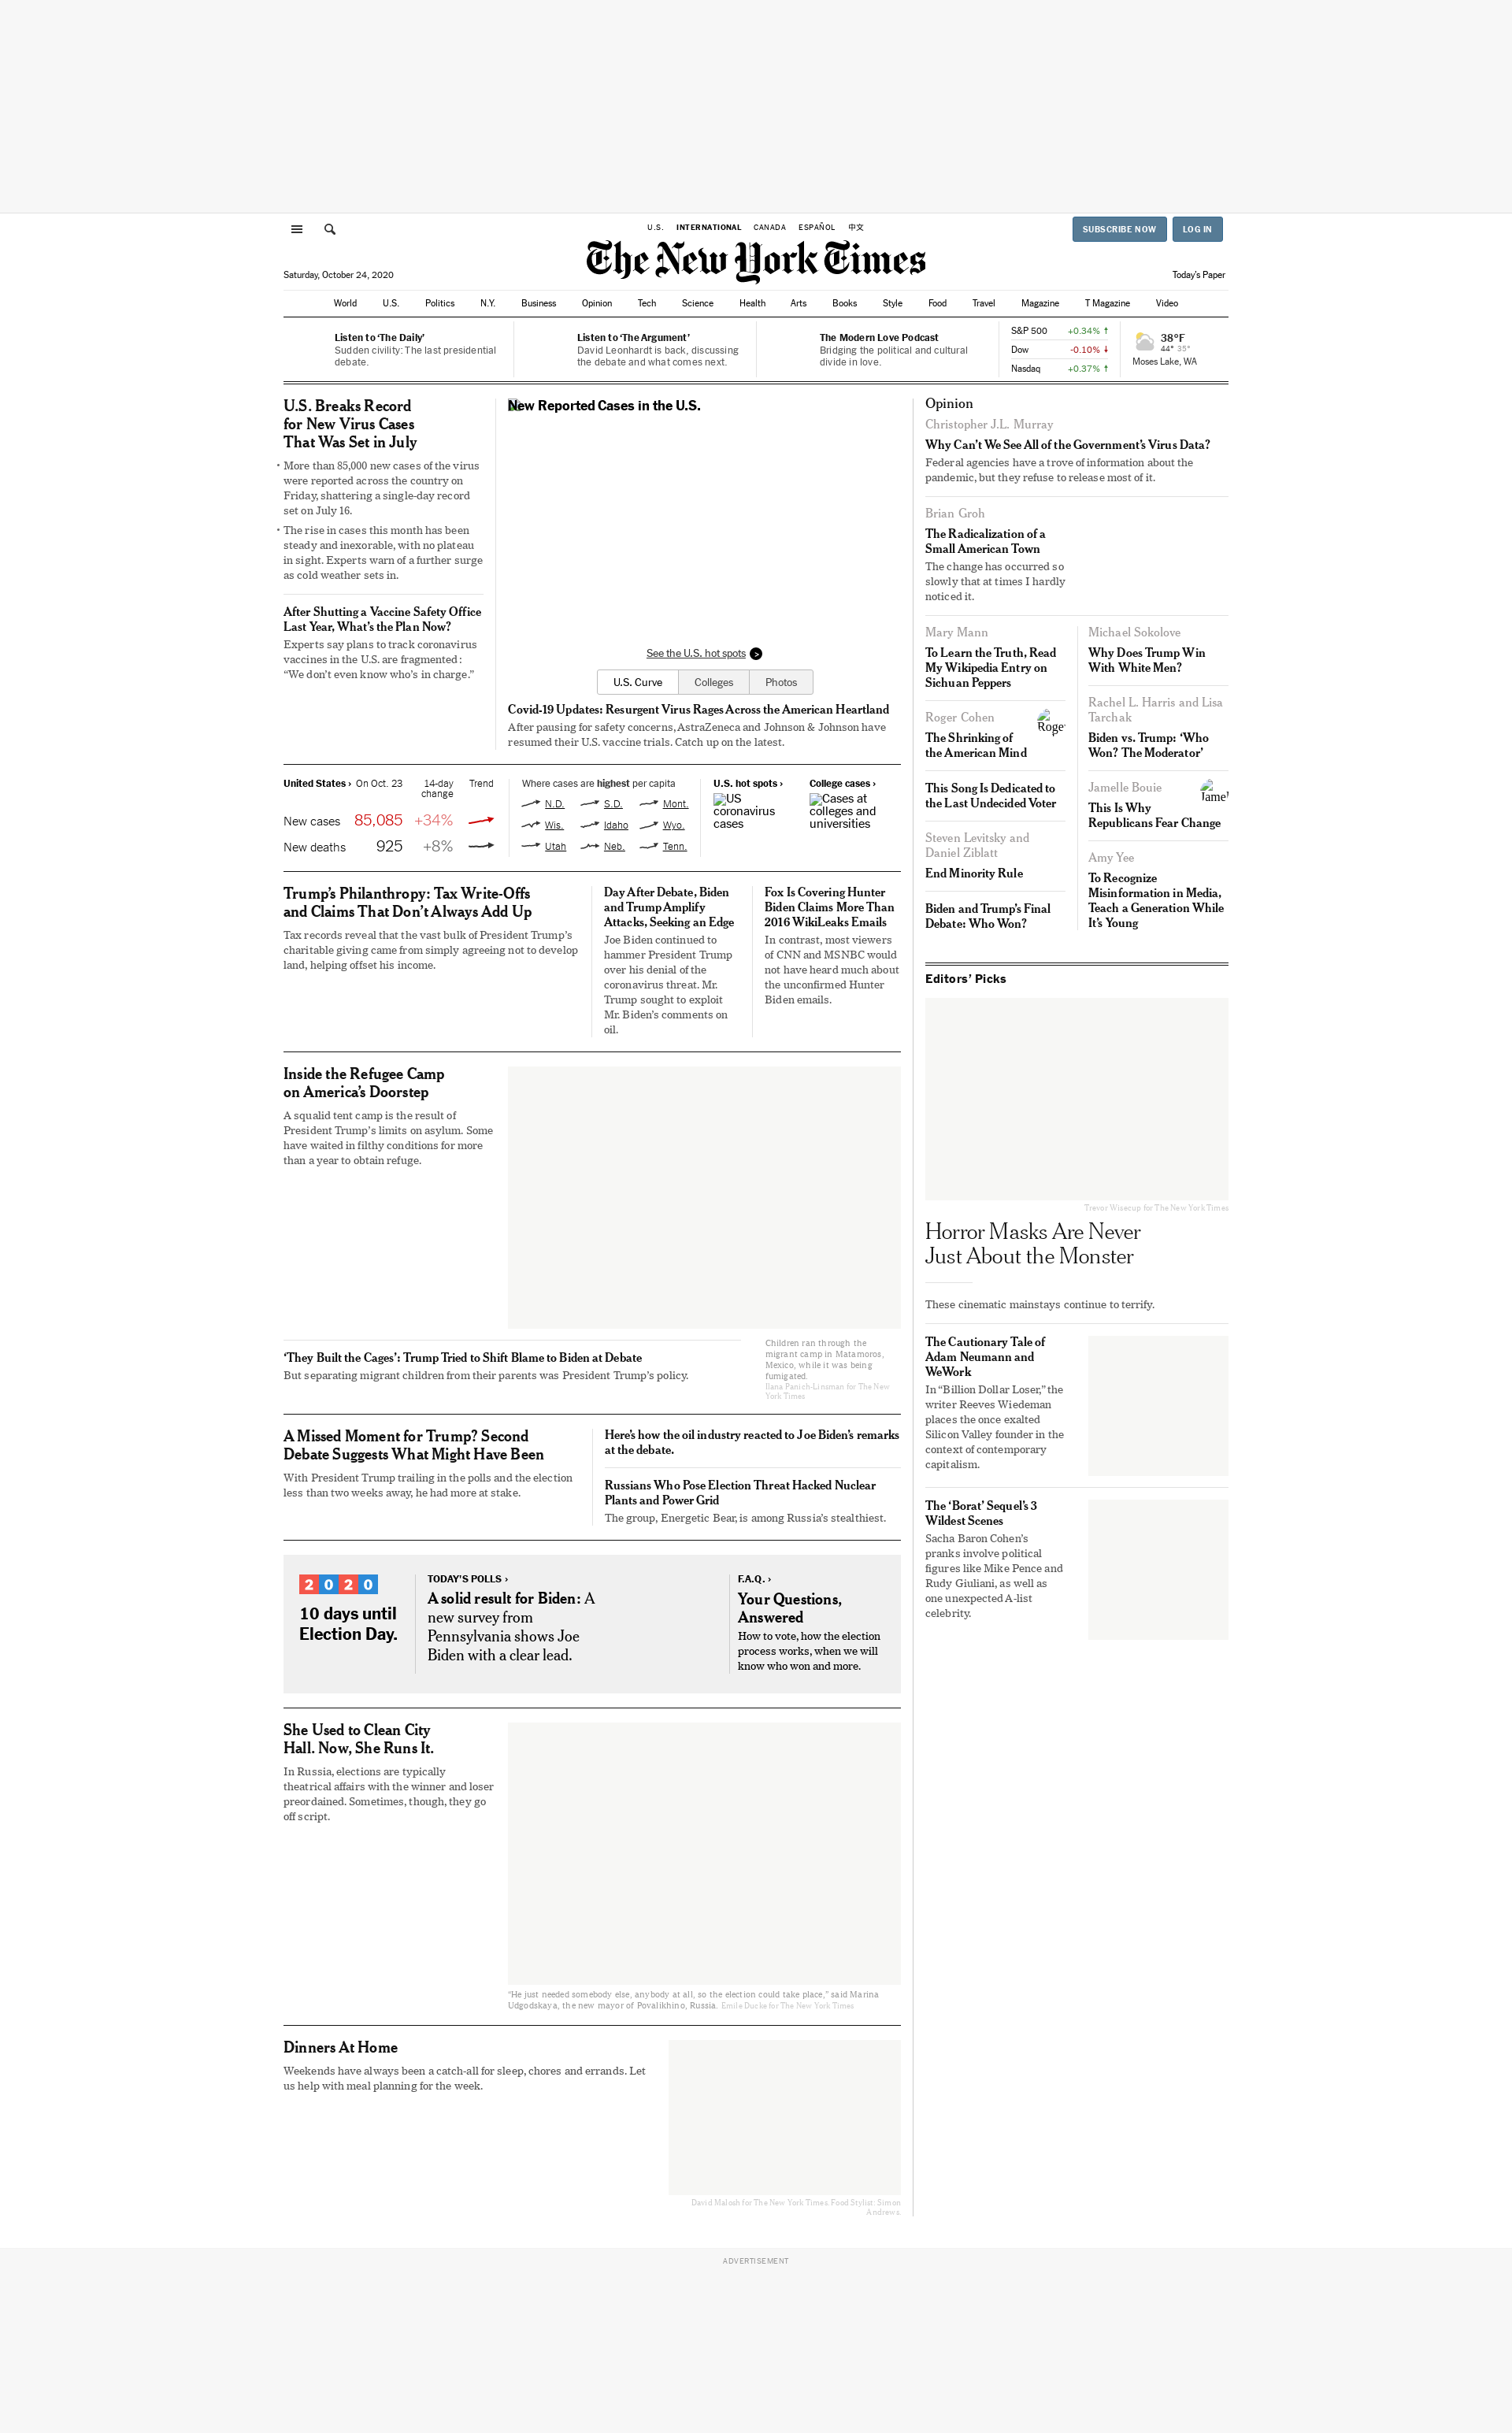 U.S. INTERNATIONAL CANADA ESPAÑOL 中文
SUBSCRIBE NOW LOG IN
The New York Times
Saturday, October 24, 2020
Today's Paper
World U.S. Politics N.Y. Business Opinion Tech Science Health Arts Books Style Food Travel Magazine T Magazine Video
Listen to ‘The Daily’
Sudden civility: The last presidential
debate.
Listen to ‘The Argument’
David Leonhardt is back, discussing
the debate and what comes next.
The Modern Love Podcast
Bridging the political and cultural
divide in love.
S&P 500 +0.34% ↑
Dow -0.10% ↓
Nasdaq +0.37% ↑
38°F
44° 35°
Moses Lake, WA
U.S. Breaks Record
for New Virus Cases
That Was Set in July
• More than 85,000 new cases of the virus
were reported across the country on
Friday, shattering a single-day record
set on July 16.
• The rise in cases this month has been
steady and inexorable, with no plateau
in sight. Experts warn of a further surge
as cold weather sets in.
After Shutting a Vaccine Safety Office
Last Year, What’s the Plan Now?
Experts say plans to track coronavirus
vaccines in the U.S. are fragmented:
“We don’t even know who’s in charge.”
New Reported Cases in the U.S.
See the U.S. hot spots >
U.S. Curve Colleges Photos
Covid-19 Updates: Resurgent Virus Rages Across the American Heartland
After pausing for safety concerns, AstraZeneca and Johnson & Johnson have
resumed their U.S. vaccine trials. Catch up on the latest.
United States › On Oct. 23 14-day
change Trend
New cases 85,085 +34%
New deaths 925 +8%
Where cases are highest per capita
N.D. S.D. Mont.
Wis. Idaho Wyo.
Utah Neb. Tenn.
U.S. hot spots ›
US
coronavirus
cases
College cases ›
Cases at
colleges and
universities
Trump’s Philanthropy: Tax Write-Offs
and Claims That Don’t Always Add Up
Tax records reveal that the vast bulk of President Trump’s
charitable giving came from simply agreeing not to develop
land, helping offset his income.
Day After Debate, Biden
and Trump Amplify
Attacks, Seeking an Edge
Joe Biden continued to
hammer President Trump
over his denial of the
coronavirus threat. Mr.
Trump sought to exploit
Mr. Biden’s comments on
oil.
Fox Is Covering Hunter
Biden Claims More Than
2016 WikiLeaks Emails
In contrast, most viewers
of CNN and MSNBC would
not have heard much about
the unconfirmed Hunter
Biden emails.
Inside the Refugee Camp
on America’s Doorstep
A squalid tent camp is the result of
President Trump’s limits on asylum. Some
have waited in filthy conditions for more
than a year to obtain refuge.
‘They Built the Cages’: Trump Tried to Shift Blame to Biden at Debate
But separating migrant children from their parents was President Trump’s policy.
Children ran through the
migrant camp in Matamoros,
Mexico, while it was being
fumigated.
Ilana Panich-Linsman for The New
York Times
A Missed Moment for Trump? Second
Debate Suggests What Might Have Been
With President Trump trailing in the polls and the election
less than two weeks away, he had more at stake.
Here’s how the oil industry reacted to Joe Biden’s remarks
at the debate.
Russians Who Pose Election Threat Hacked Nuclear
Plants and Power Grid
The group, Energetic Bear, is among Russia’s stealthiest.
2020
10 days until
Election Day.
TODAY’S POLLS ›
A solid result for Biden: A
new survey from
Pennsylvania shows Joe
Biden with a clear lead.
F.A.Q. ›
Your Questions,
Answered
How to vote, how the election
process works, when we will
know who won and more.
She Used to Clean City
Hall. Now, She Runs It.
In Russia, elections are typically
theatrical affairs with the winner and loser
preordained. Sometimes, though, they go
off script.
“He just needed somebody else, anybody at all, so the election could take place,” said Marina
Udgodskaya, the new mayor of Povalikhino, Russia. Emile Ducke for The New York Times
Dinners At Home
Weekends have always been a catch-all for sleep, chores and errands. Let
us help with meal planning for the week.
David Malosh for The New York Times. Food Stylist: Simon
Andrews.
Opinion
Christopher J.L. Murray
Why Can’t We See All of the Government’s Virus Data?
Federal agencies have a trove of information about the
pandemic, but they refuse to release most of it.
Brian Groh
The Radicalization of a
Small American Town
The change has occurred so
slowly that at times I hardly
noticed it.
Mary Mann
To Learn the Truth, Read
My Wikipedia Entry on
Sichuan Peppers
Roger Cohen
The Shrinking of
the American Mind
Roger
This Song Is Dedicated to
the Last Undecided Voter
Steven Levitsky and
Daniel Ziblatt
End Minority Rule
Biden and Trump’s Final
Debate: Who Won?
Michael Sokolove
Why Does Trump Win
With White Men?
Rachel L. Harris and Lisa
Tarchak
Biden vs. Trump: ‘Who
Won? The Moderator’
Jamelle Bouie
This Is Why
Republicans Fear Change
Amy Yee
To Recognize
Misinformation in Media,
Teach a Generation While
It’s Young
Editors’ Picks
Trevor Wisecup for The New York Times
Horror Masks Are Never
Just About the Monster
These cinematic mainstays continue to terrify.
The Cautionary Tale of
Adam Neumann and
WeWork
In “Billion Dollar Loser,” the
writer Reeves Wiedeman
places the once exalted
Silicon Valley founder in the
context of contemporary
capitalism.
The ‘Borat’ Sequel’s 3
Wildest Scenes
Sacha Baron Cohen’s
pranks involve political
figures like Mike Pence and
Rudy Giuliani, as well as
one unexpected A-list
celebrity.
ADVERTISEMENT